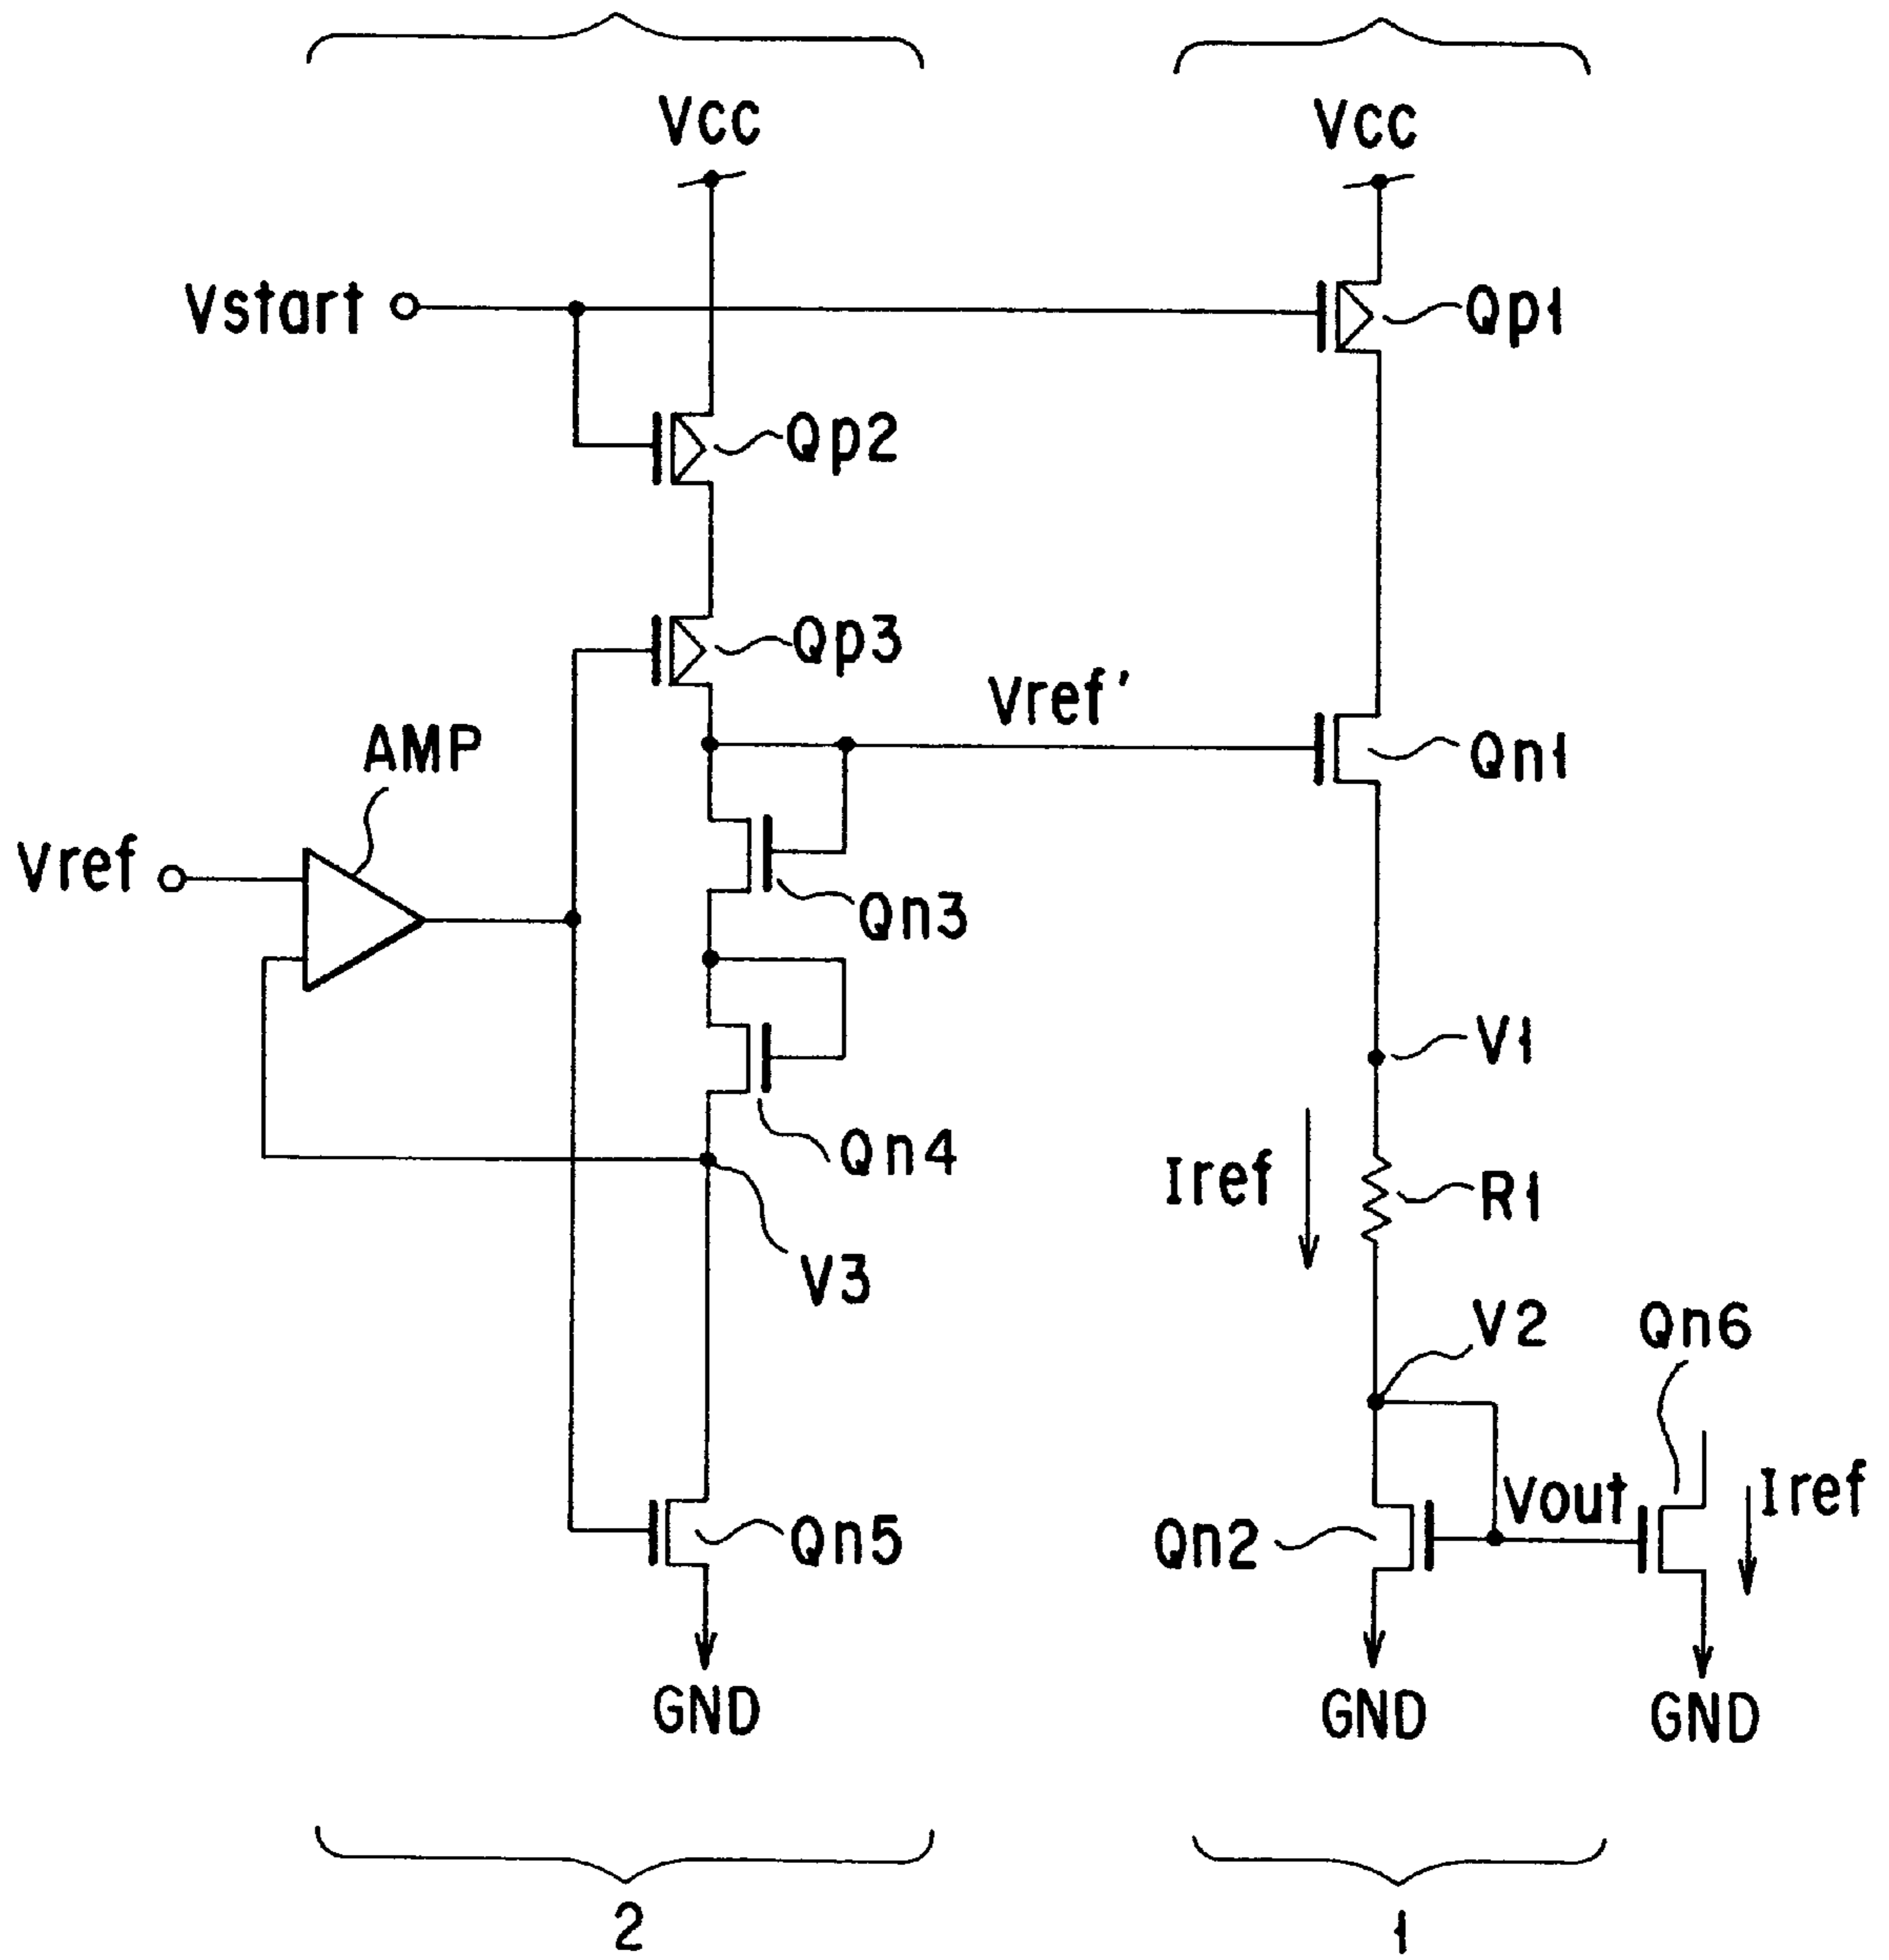 Vcc
Vcc
Vstart
Qp1
Qp2
Qp3
Vref'
AMP
Qn1
Vref
Qn3
V1
Qn4
Iref
R1
V3
V2
Qn6
Vout
Iref
Qn5
Qn2
GND
GND
GND
2
1